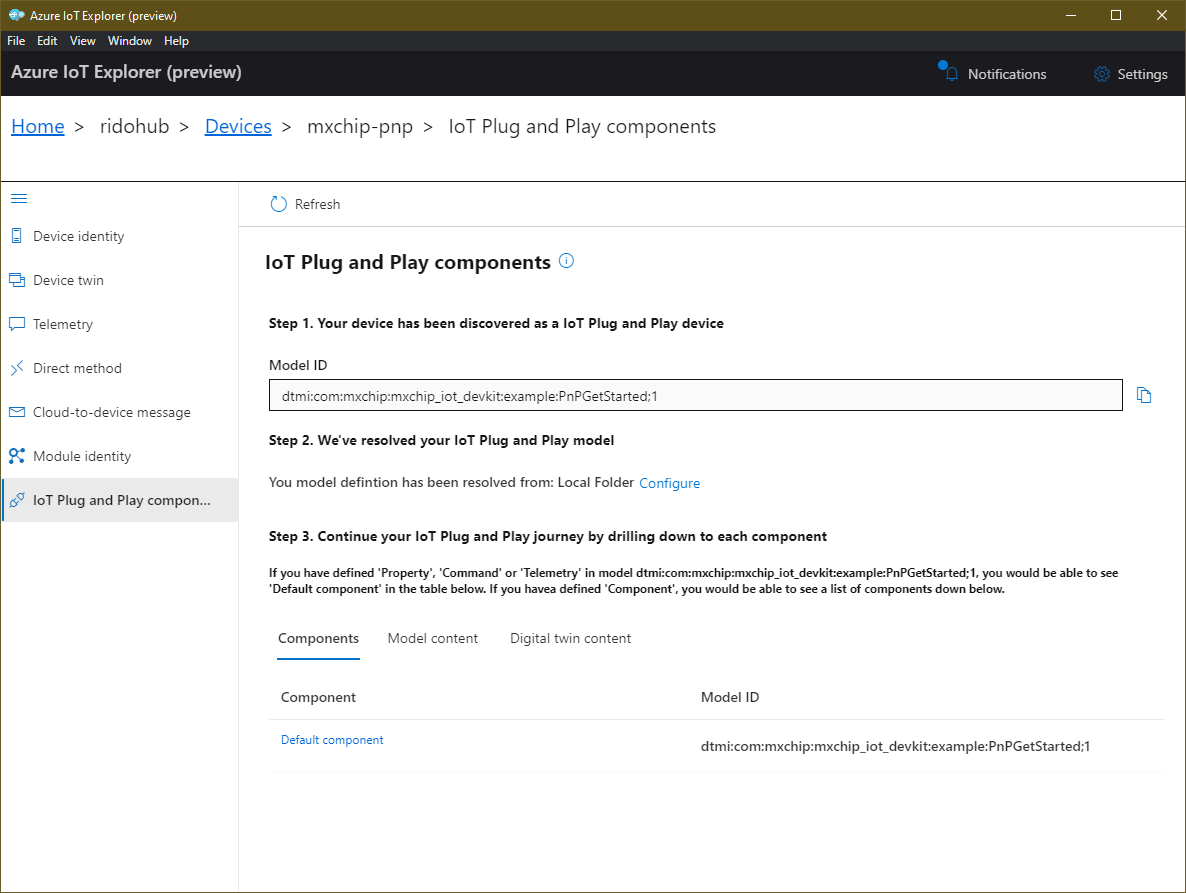 Azure IoT Explorer (preview)
File Edit View Window Help
Azure IoT Explorer (preview)
Notifications
Settings
Home > ridohub > Devices > mxchip-pnp > IoT Plug and Play components
Device identity
Device twin
Telemetry
Direct method
Cloud-to-device message
Module identity
IoT Plug and Play compon...
Refresh
IoT Plug and Play components
Step 1. Your device has been discovered as a IoT Plug and Play device
Model ID
dtmi:com:mxchip:mxchip_iot_devkit:example:PnPGetStarted;1
Step 2. We've resolved your IoT Plug and Play model
You model defintion has been resolved from: Local Folder Configure
Step 3. Continue your IoT Plug and Play journey by drilling down to each component
If you have defined 'Property', 'Command' or 'Telemetry' in model dtmi:com:mxchip:mxchip_iot_devkit:example:PnPGetStarted;1, you would be able to see
'Default component' in the table below. If you havea defined 'Component', you would be able to see a list of components down below.
Components Model content Digital twin content
Component Model ID
Default component dtmi:com:mxchip:mxchip_iot_devkit:example:PnPGetStarted;1